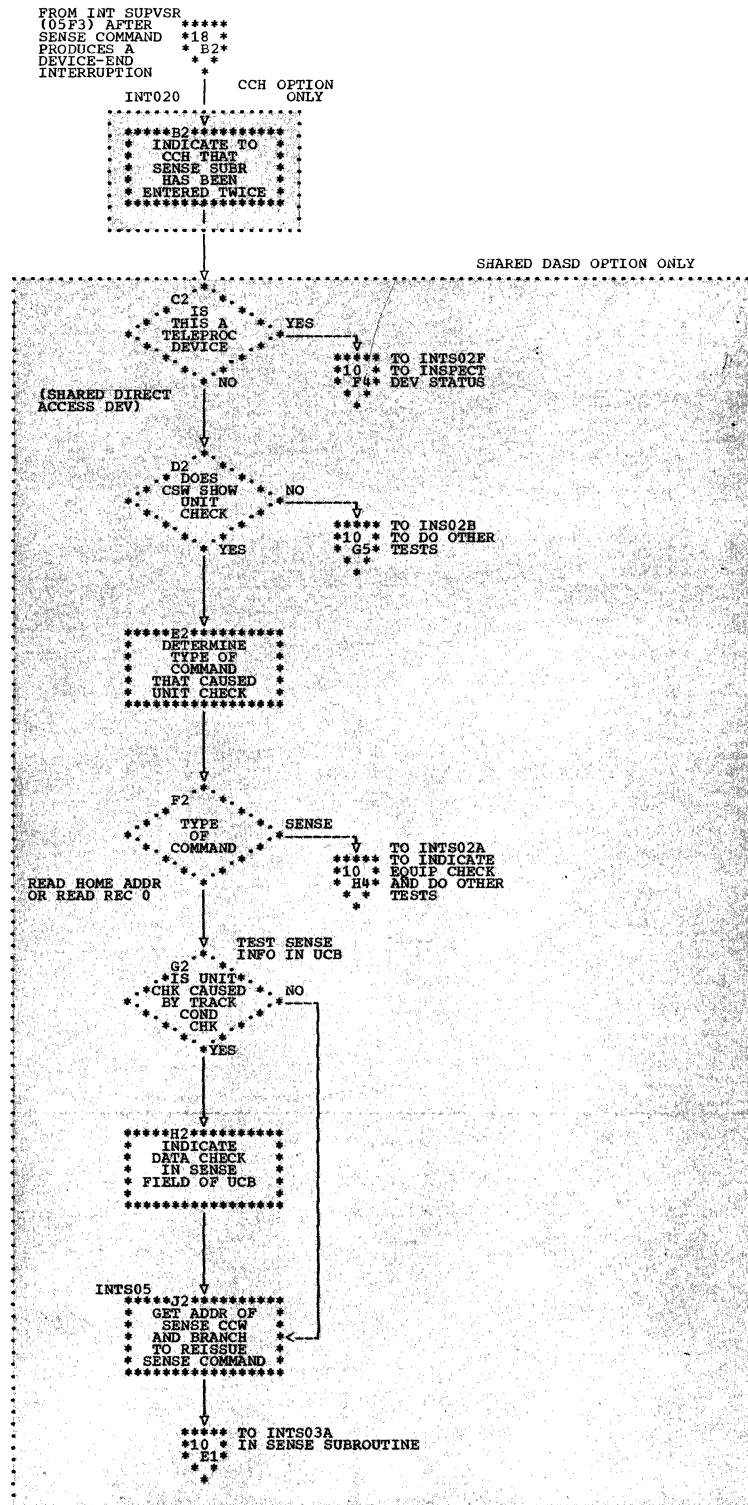 FROM INT SUPVSR
(05F3) AFTER *****
SENSE COMMAND *18 *
PRODUCES A * B2*
DEVICE-END * *
INTERRUPTION *
CCH OPTION
INT020 ONLY
*****B2***********
* INDICATE TO *
* CCH THAT *
* SENSE SUBR *
* HAS BEEN *
* ENTERED TWICE *
******************
SHARED DASD OPTION ONLY
C2
IS
THIS A YES
TELEPROC
DEVICE
***** TO INTS02F
*10 * TO INSPECT
* F4* DEV STATUS
* *
*
NO
(SHARED DIRECT
ACCESS DEV)
D2
DOES
CSW SHOW NO
UNIT
CHECK
***** TO INS02B
*10 * TO DO OTHER
* G5* TESTS
* *
*
YES
*****E2***********
* DETERMINE *
* TYPE OF *
* COMMAND *
* THAT CAUSED *
* UNIT CHECK *
******************
F2
TYPE SENSE
OF
COMMAND
TO INTS02A
***** TO INDICATE
*10 * EQUIP CHECK
* H4* AND DO OTHER
* * TESTS
*
READ HOME ADDR
OR READ REC 0
TEST SENSE
INFO IN UCB
G2
IS UNIT
CHK CAUSED NO
BY TRACK
COND
CHK
YES
*****H2***********
* INDICATE *
* DATA CHECK *
* IN SENSE *
* FIELD OF UCB *
* *
******************
INTS05
*****J2***********
* GET ADDR OF *
* SENSE CCW *
* AND BRANCH *
* TO REISSUE *
* SENSE COMMAND *
******************
***** TO INTS03A
*10 * IN SENSE SUBROUTINE
* E1*
* *
*